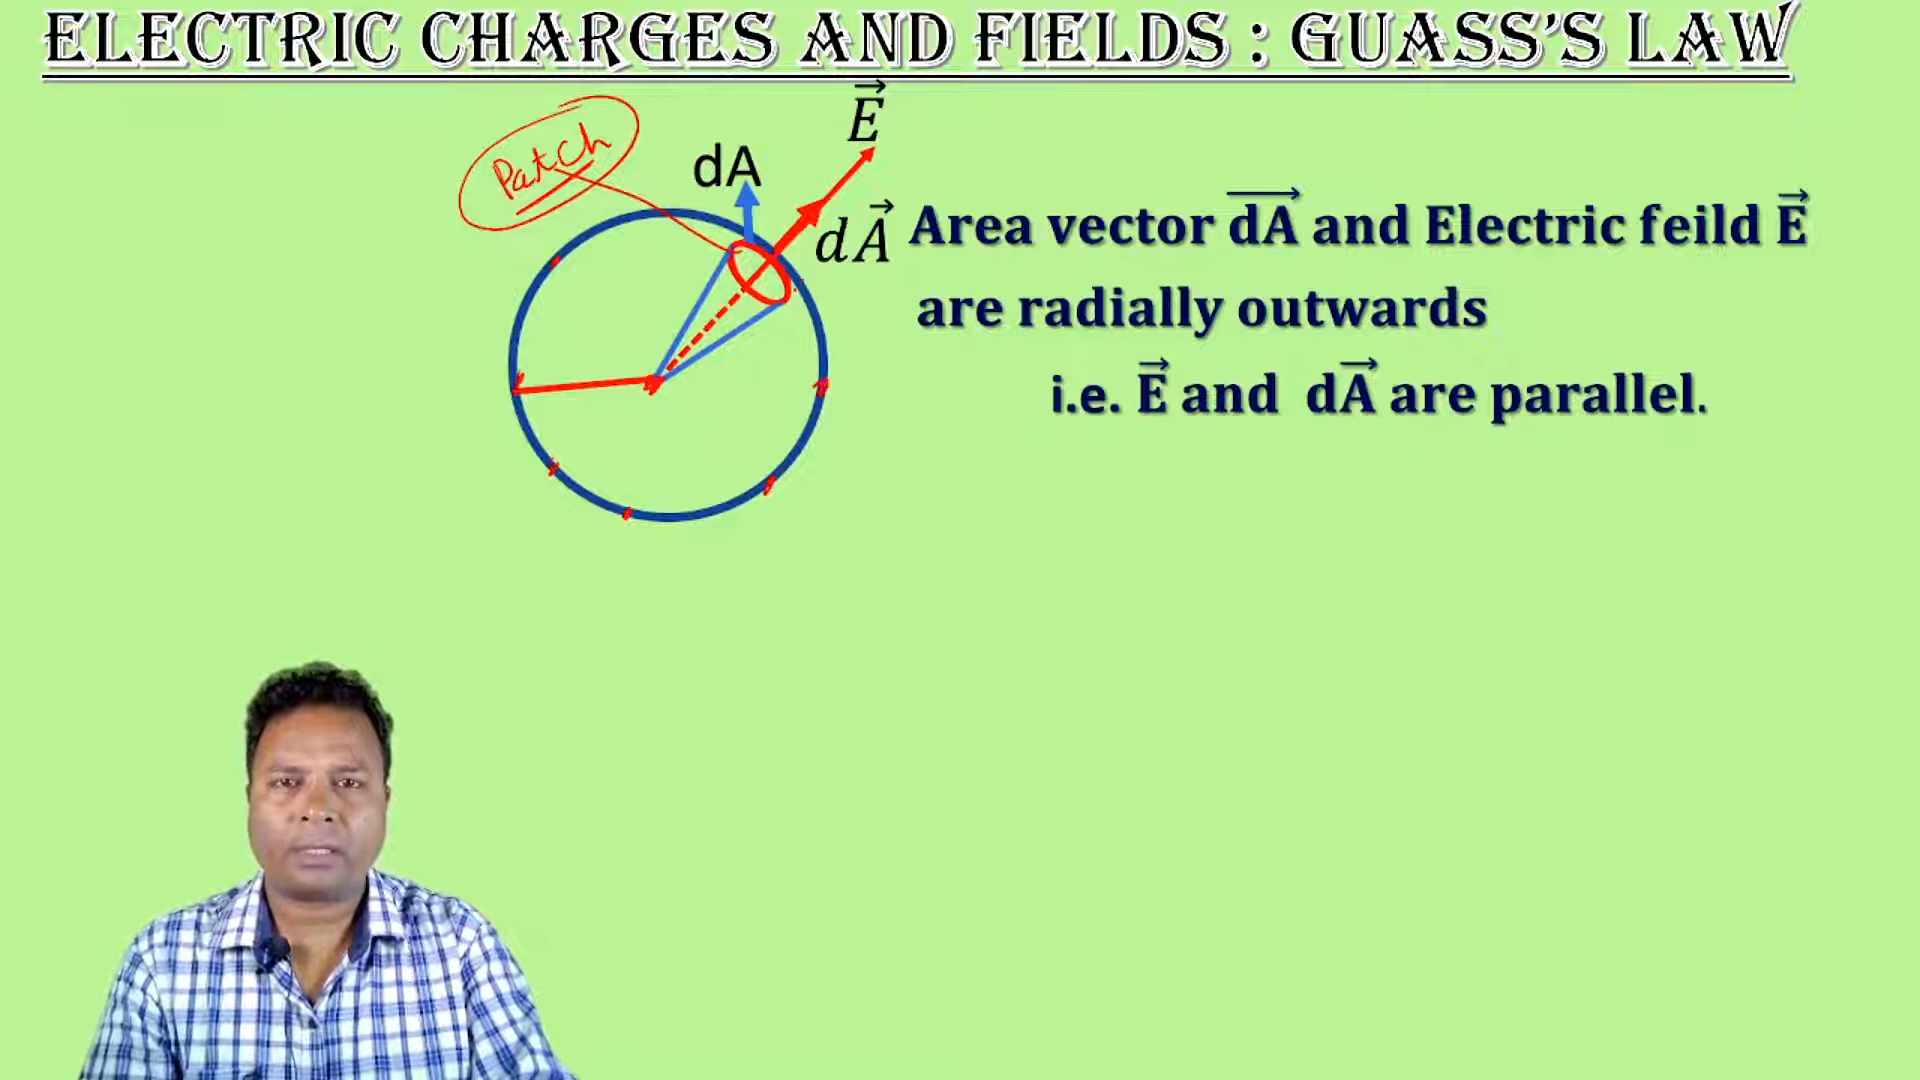 ELECTRIC CHARGES AND FIELDS : GUASS'S LAW
Patch
dA
E⃗
dA⃗
Area vector dA⃗ and Electric feild E⃗
are radially outwards
i.e. E⃗ and dA⃗ are parallel.